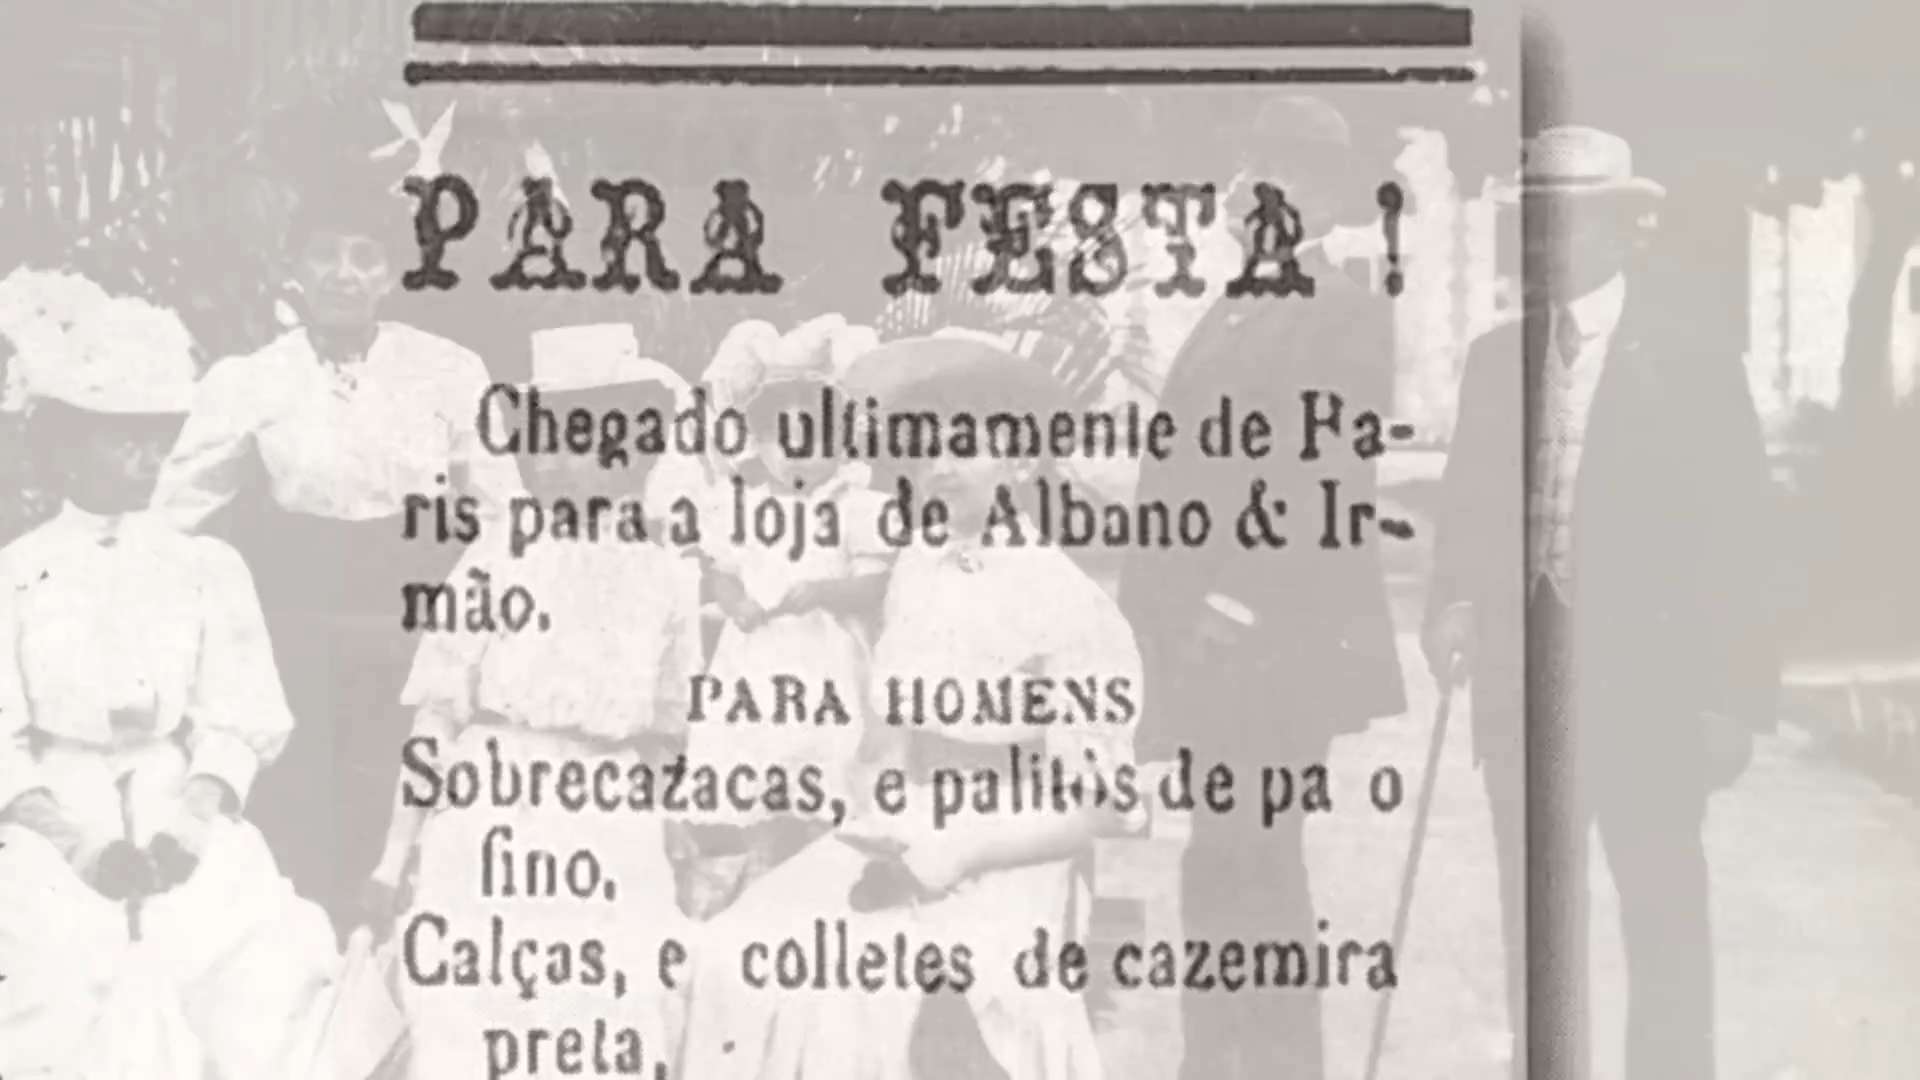 PARA FESTA !
Chegado ultimamente de Pa-
ris para a loja de Albano & Ir-
mão.
PARA HOMENS
Sobrecazacas, e palitós de pa o
fino.
Calças, e colletes de cazemira
preta,